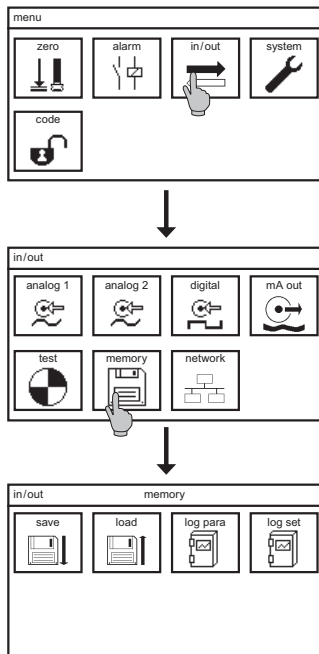 menu
zero alarm in/out system
code
in/out
analog 1 analog 2 digital mA out
test memory network
in/out memory
save load log para log set